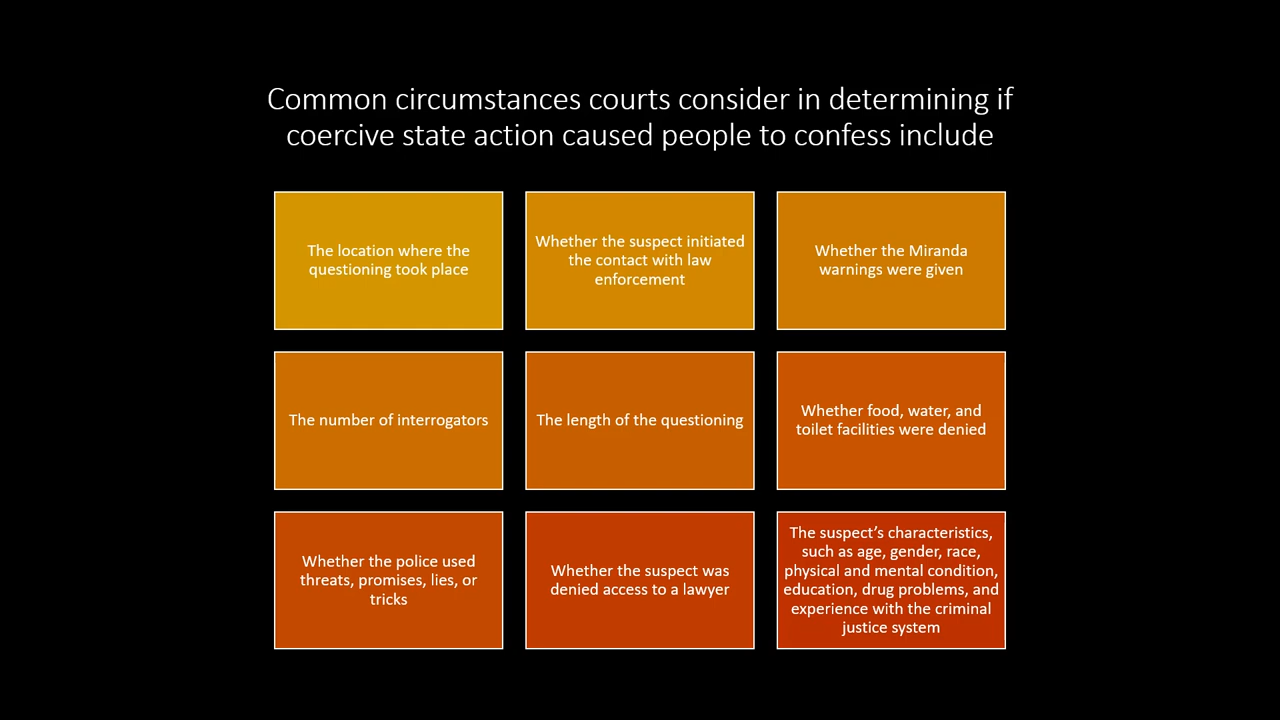 Common circumstances courts consider in determining if
coercive state action caused people to confess include
The location where the
questioning took place
Whether the suspect initiated
the contact with law
enforcement
Whether the Miranda
warnings were given
The number of interrogators
The length of the questioning
Whether food, water, and
toilet facilities were denied
Whether the police used
threats, promises, lies, or
tricks
Whether the suspect was
denied access to a lawyer
The suspect’s characteristics,
such as age, gender, race,
physical and mental condition,
education, drug problems, and
experience with the criminal
justice system